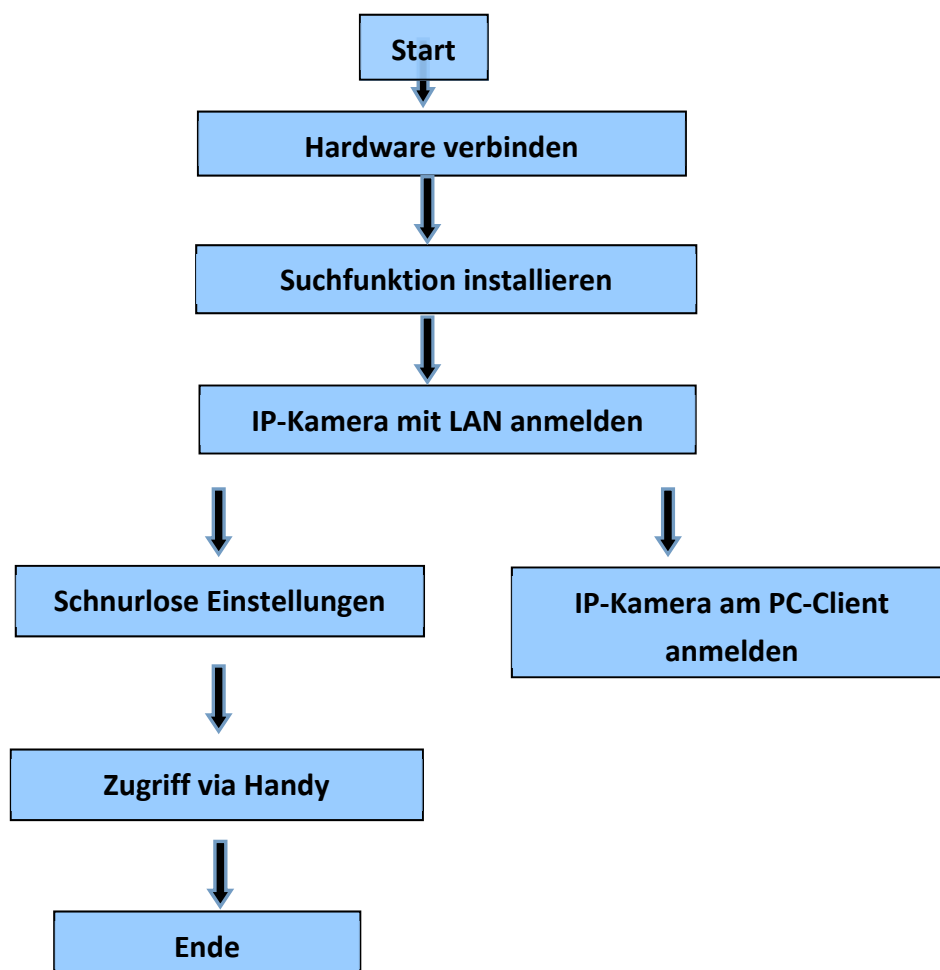 Start
Hardware verbinden
Suchfunktion installieren
IP-Kamera mit LAN anmelden
Schnurlose Einstellungen
IP-Kamera am PC-Client
anmelden
Zugriff via Handy
Ende